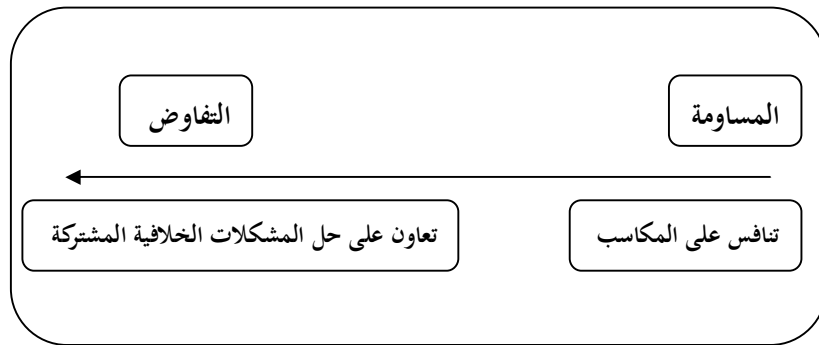 المساومة
التفاوض
تنافس على المكاسب
تعاون على حل المشكلات الخلافية المشتركة